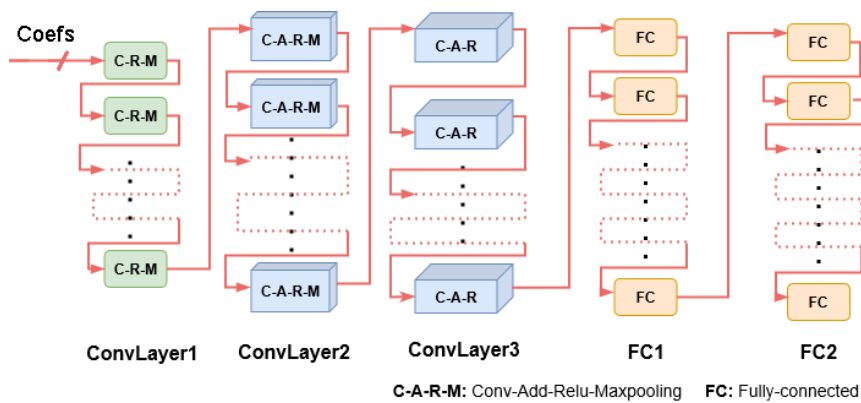 Coefs
C-R-M
C-R-M
C-R-M
ConvLayer1
C-A-R-M
C-A-R-M
C-A-R-M
ConvLayer2
C-A-R
C-A-R
C-A-R
ConvLayer3
FC
FC
FC
FC1
FC
FC
FC
FC2
C-A-R-M: Conv-Add-Relu-Maxpooling FC: Fully-connected